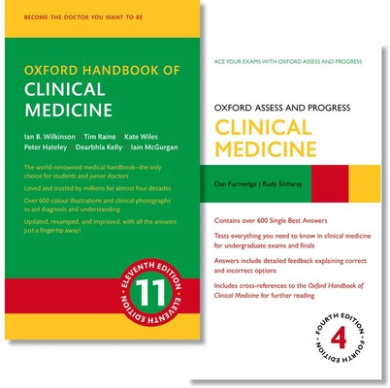 BECOME THE DOCTOR YOU WANT TO BE
OXFORD HANDBOOK OF
CLINICAL
MEDICINE
Ian B. Wilkinson Tim Raine Kate Wiles
Peter Hateley Dearbhla Kelly Iain McGurgan
The world-renowned medical handbook—the only
choice for students and junior doctors
Loved and trusted by millions for almost four decades
Over 600 colour illustrations and clinical photographs
to aid diagnosis and understanding
Updated, revamped, and improved, with all the answers
just a fingertip away!
ELEVENTH EDITION
11
ELEVENTH EDITION
ACE YOUR EXAMS WITH OXFORD ASSESS AND PROGRESS
OXFORD ASSESS AND PROGRESS
CLINICAL
MEDICINE
Dan Furmedge | Rudy Sinharay
Contains over 600 Single Best Answers
Tests everything you need to know in clinical medicine
for undergraduate exams and finals
Answers include detailed feedback explaining correct
and incorrect options
Includes cross-references to the Oxford Handbook of
Clinical Medicine for further reading
FOURTH EDITION
4
FOURTH EDITION